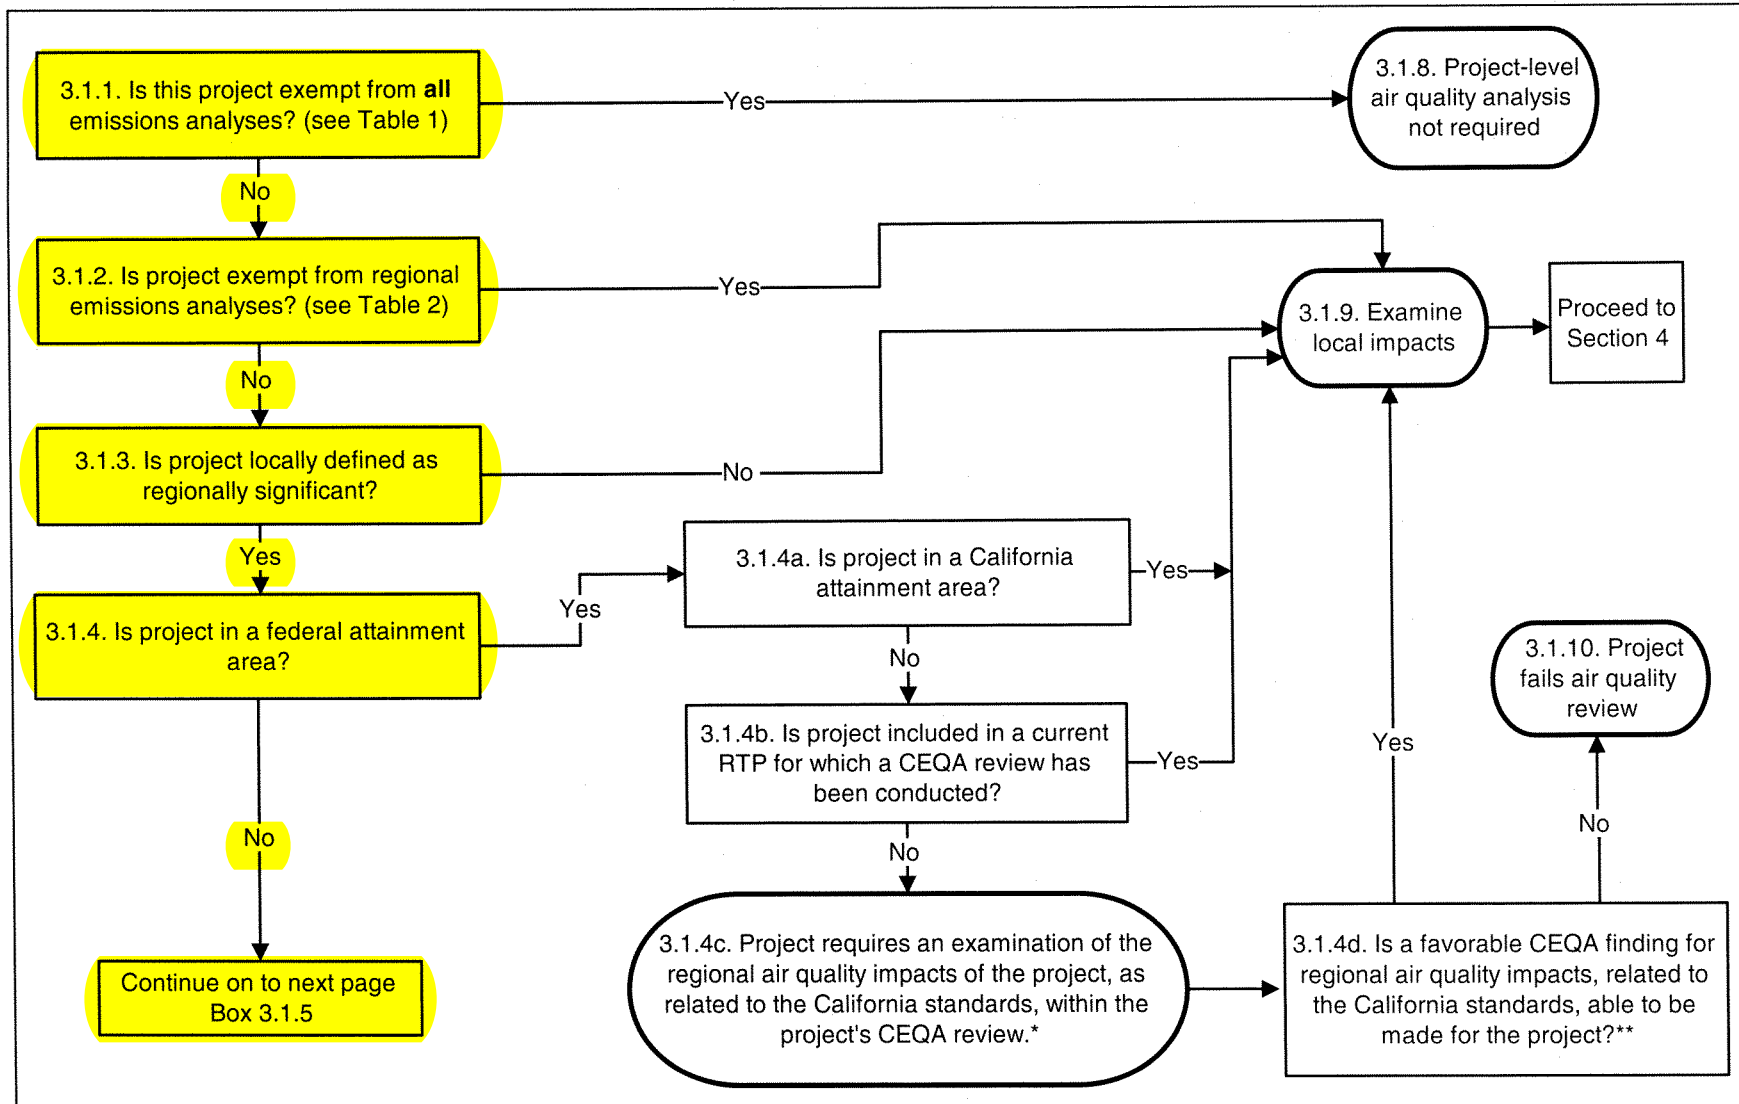 3.1.1. Is this project exempt from all
emissions analyses? (see Table 1)
Yes
3.1.8. Project-level
air quality analysis
not required
No
3.1.2. Is project exempt from regional
emissions analyses? (see Table 2)
Yes
3.1.9. Examine
local impacts
Proceed to
Section 4
No
3.1.3. Is project locally defined as
regionally significant?
No
Yes
3.1.4. Is project in a federal attainment
area?
Yes
3.1.4a. Is project in a California
attainment area?
Yes
No
3.1.4b. Is project included in a current
RTP for which a CEQA review has
been conducted?
Yes
No
3.1.4c. Project requires an examination of the
regional air quality impacts of the project, as
related to the California standards, within the
project's CEQA review.*
3.1.4d. Is a favorable CEQA finding for
regional air quality impacts, related to
the California standards, able to be
made for the project?**
Yes
No
3.1.10. Project
fails air quality
review
No
Continue on to next page
Box 3.1.5